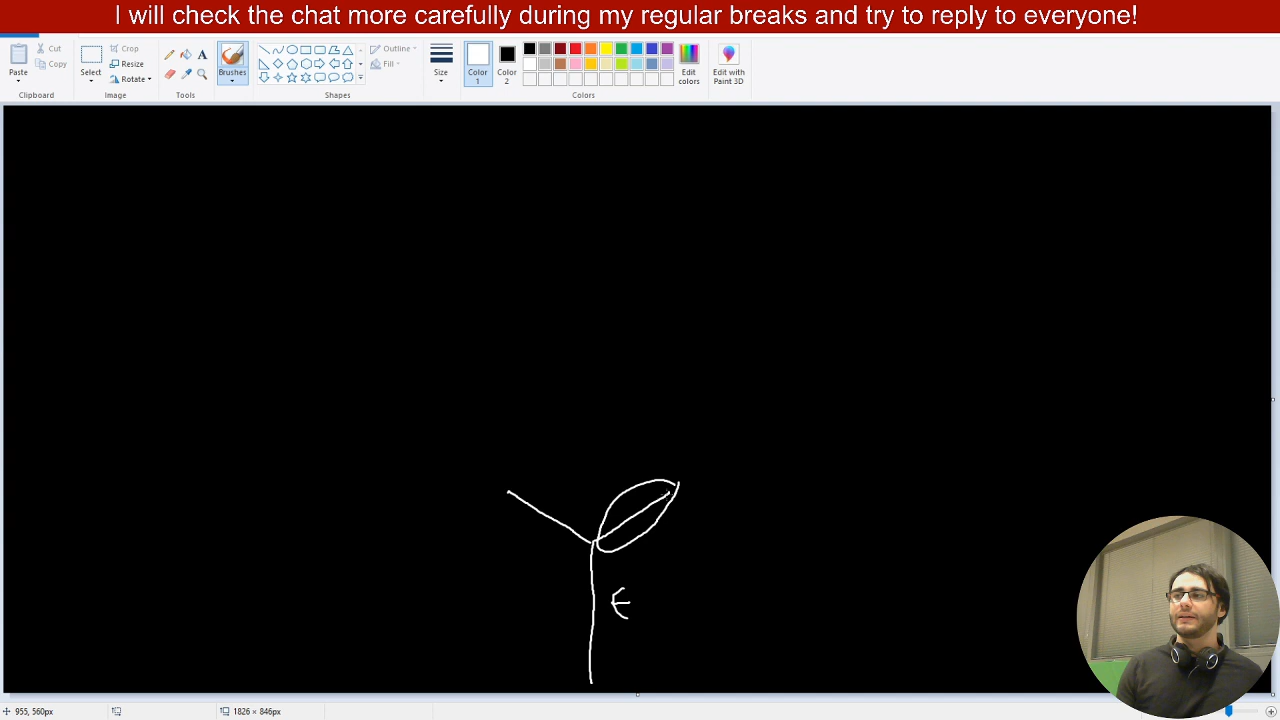 I will check the chat more carefully during my regular breaks and try to reply to everyone!
Paste
Cut
Copy
Clipboard
Select
Crop
Resize
Rotate
Image
A
Tools
Brushes
Shapes
Outline
Fill
Size
Color 1
Color 2
Edit colors
Colors
Edit with Paint 3D
E
955, 560px
1826 × 846px